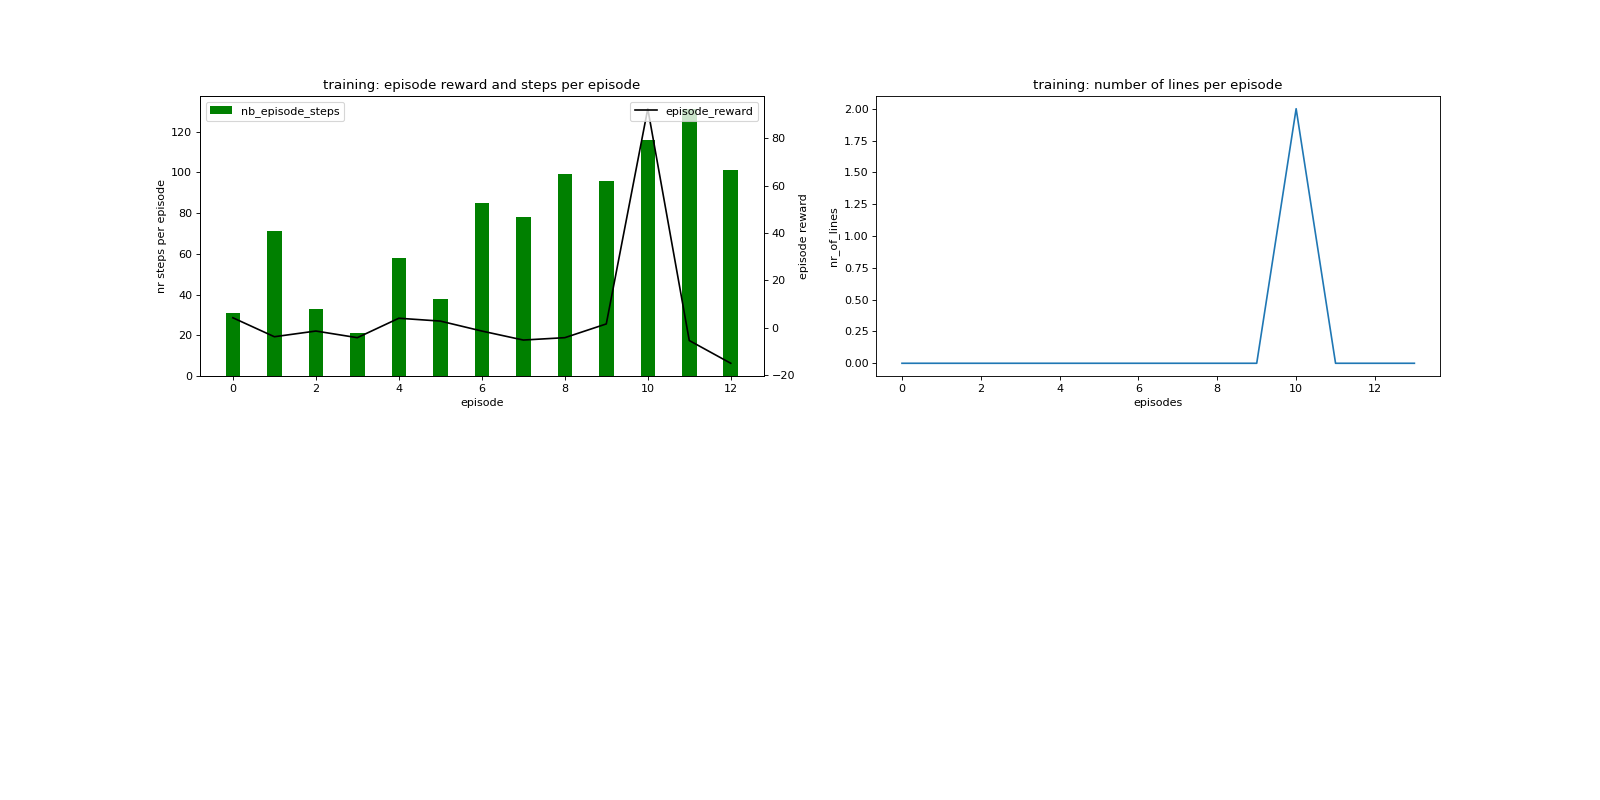 training: episode reward and steps per episode
nb_episode_steps
episode_reward
120
100
80
60
40
20
0
nr steps per episode
80
60
40
20
0
−20
episode reward
0 2 4 6 8 10 12
episode
training: number of lines per episode
2.00
1.75
1.50
1.25
1.00
0.75
0.50
0.25
0.00
nr_of_lines
0 2 4 6 8 10 12
episodes